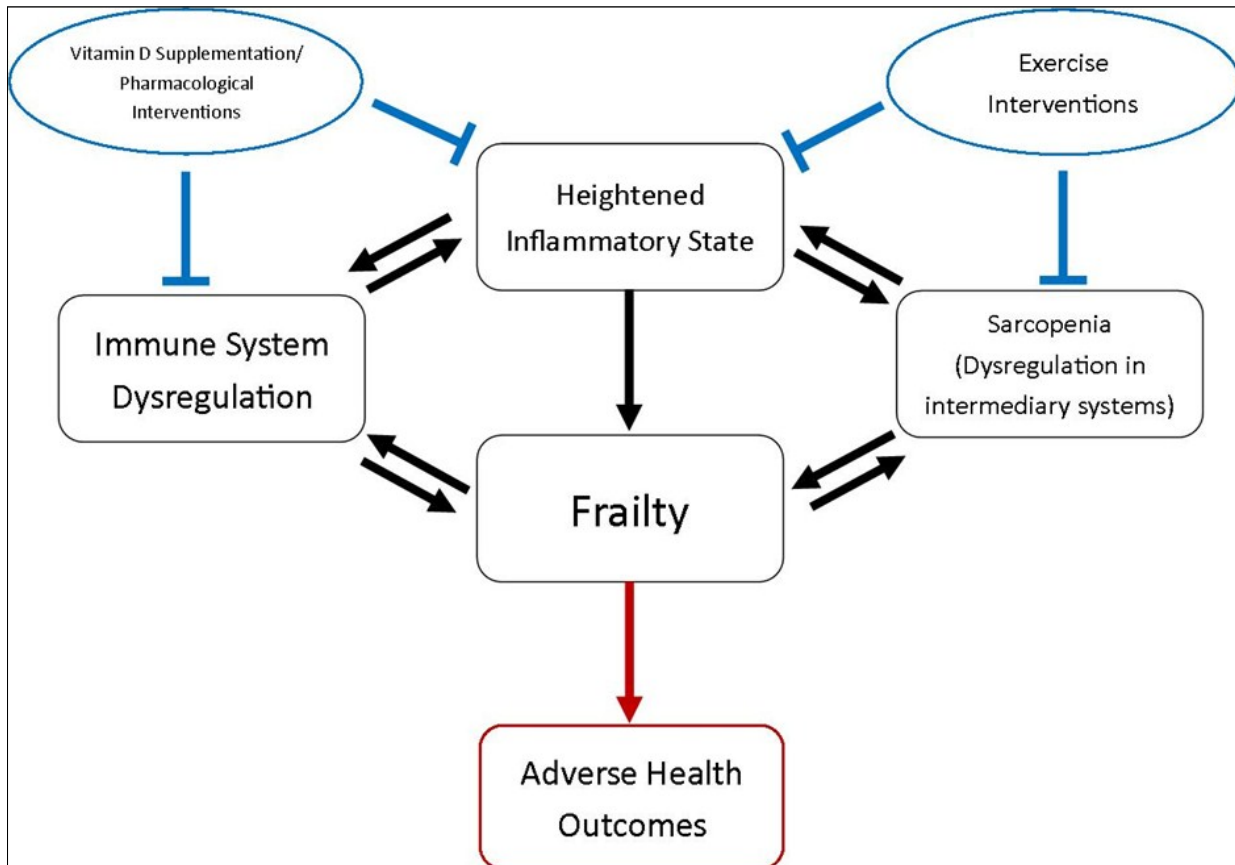 Vitamin D Supplementation/
Pharmacological
Interventions
Exercise
Interventions
Heightened
Inflammatory State
Immune System
Dysregulation
Sarcopenia
(Dysregulation in
intermediary systems)
Frailty
Adverse Health
Outcomes